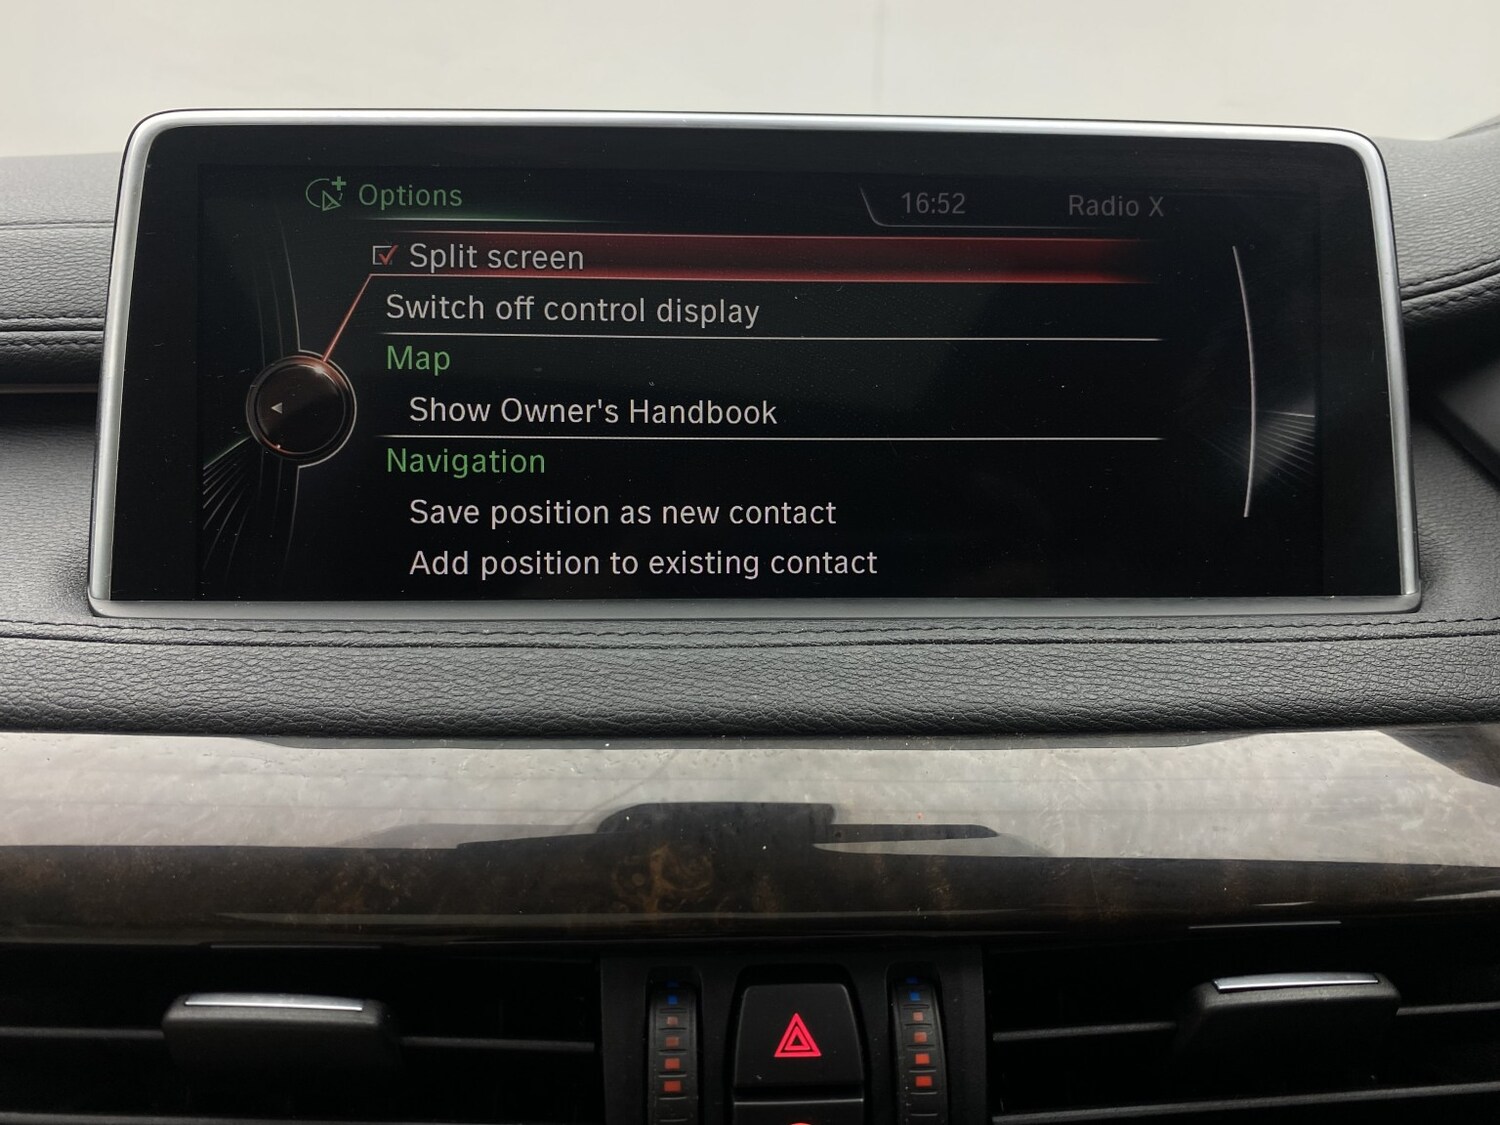 Options
16:52
Radio X
Split screen
Switch off control display
Map
Show Owner's Handbook
Navigation
Save position as new contact
Add position to existing contact